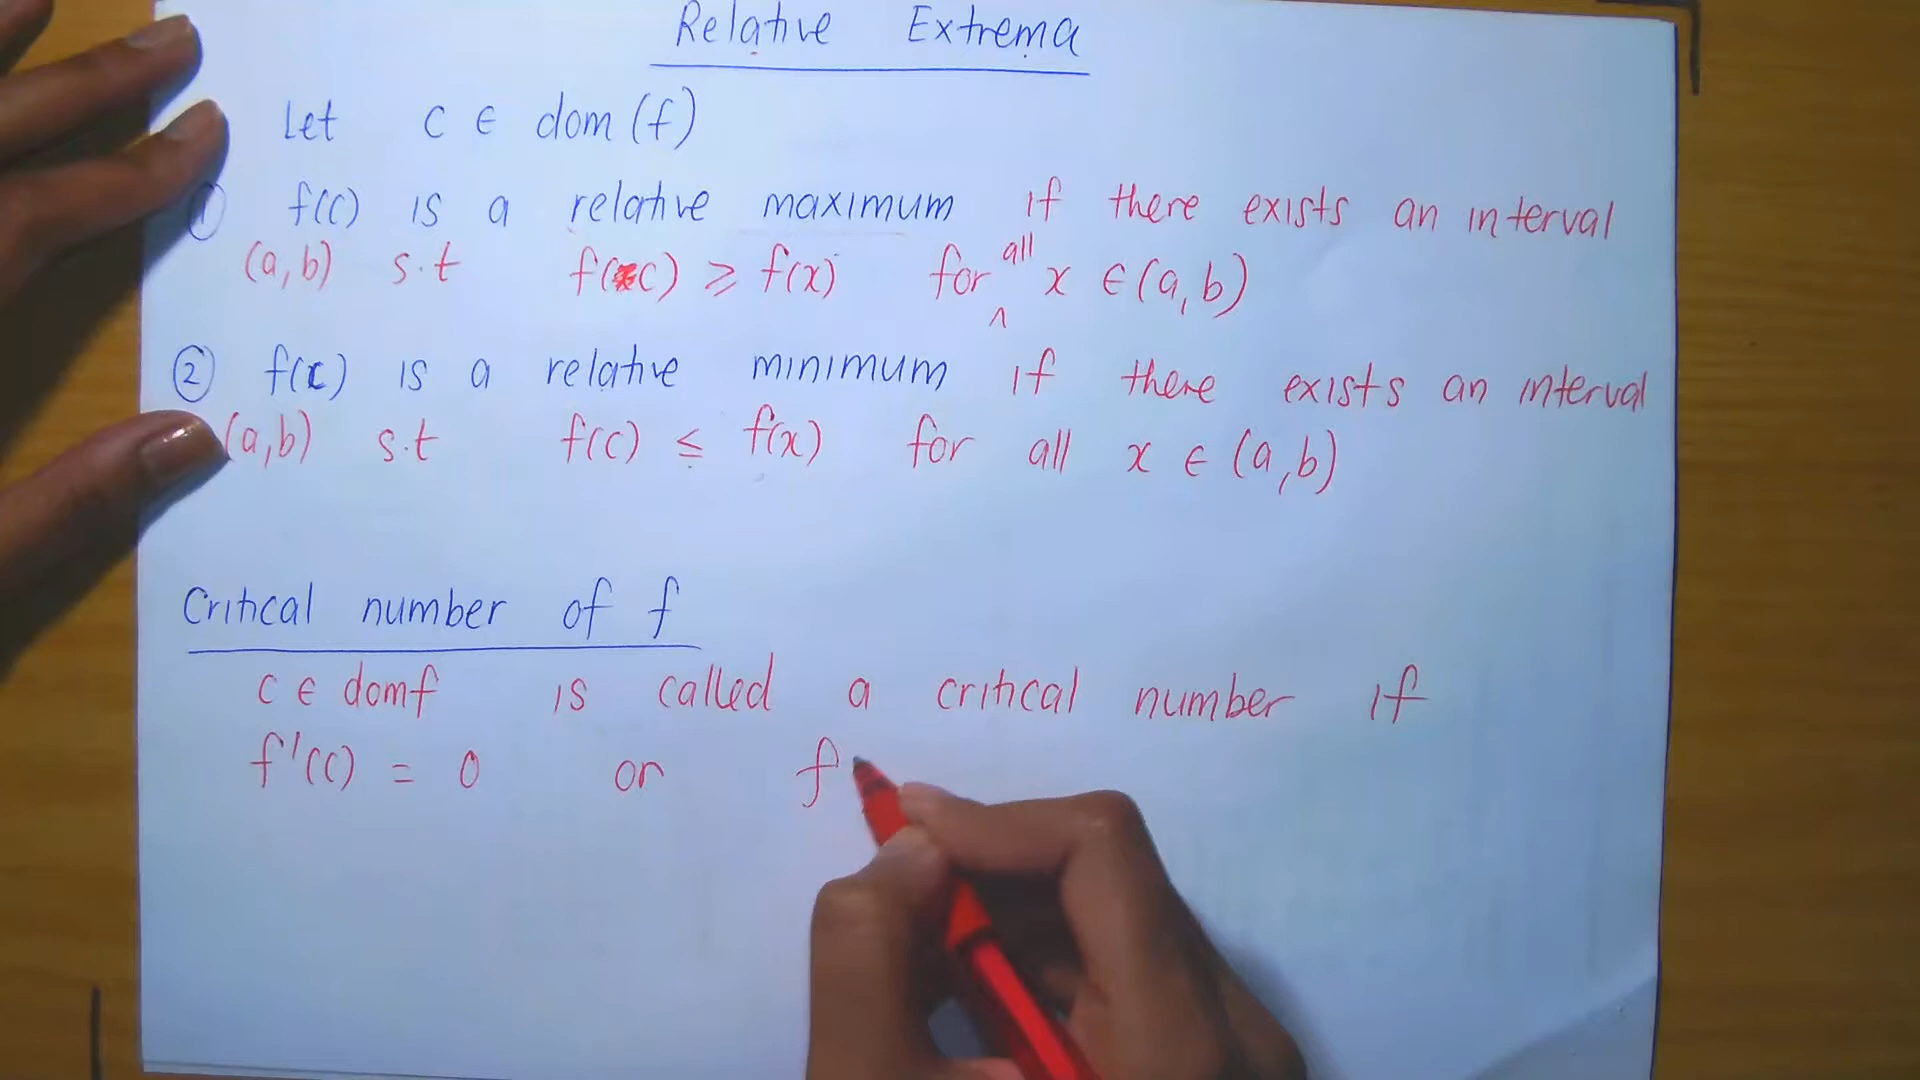 Relative Extrema
Let c ∈ dom (f)
① f(c) is a relative maximum if there exists an interval
(a,b) s.t f(c) ≥ f(x) for all x ∈ (a,b)
② f(c) is a relative minimum if there exists an interval
(a,b) s.t f(c) ≤ f(x) for all x ∈ (a,b)
Critical number of f
c ∈ domf is called a critical number if
f'(c) = 0 or f